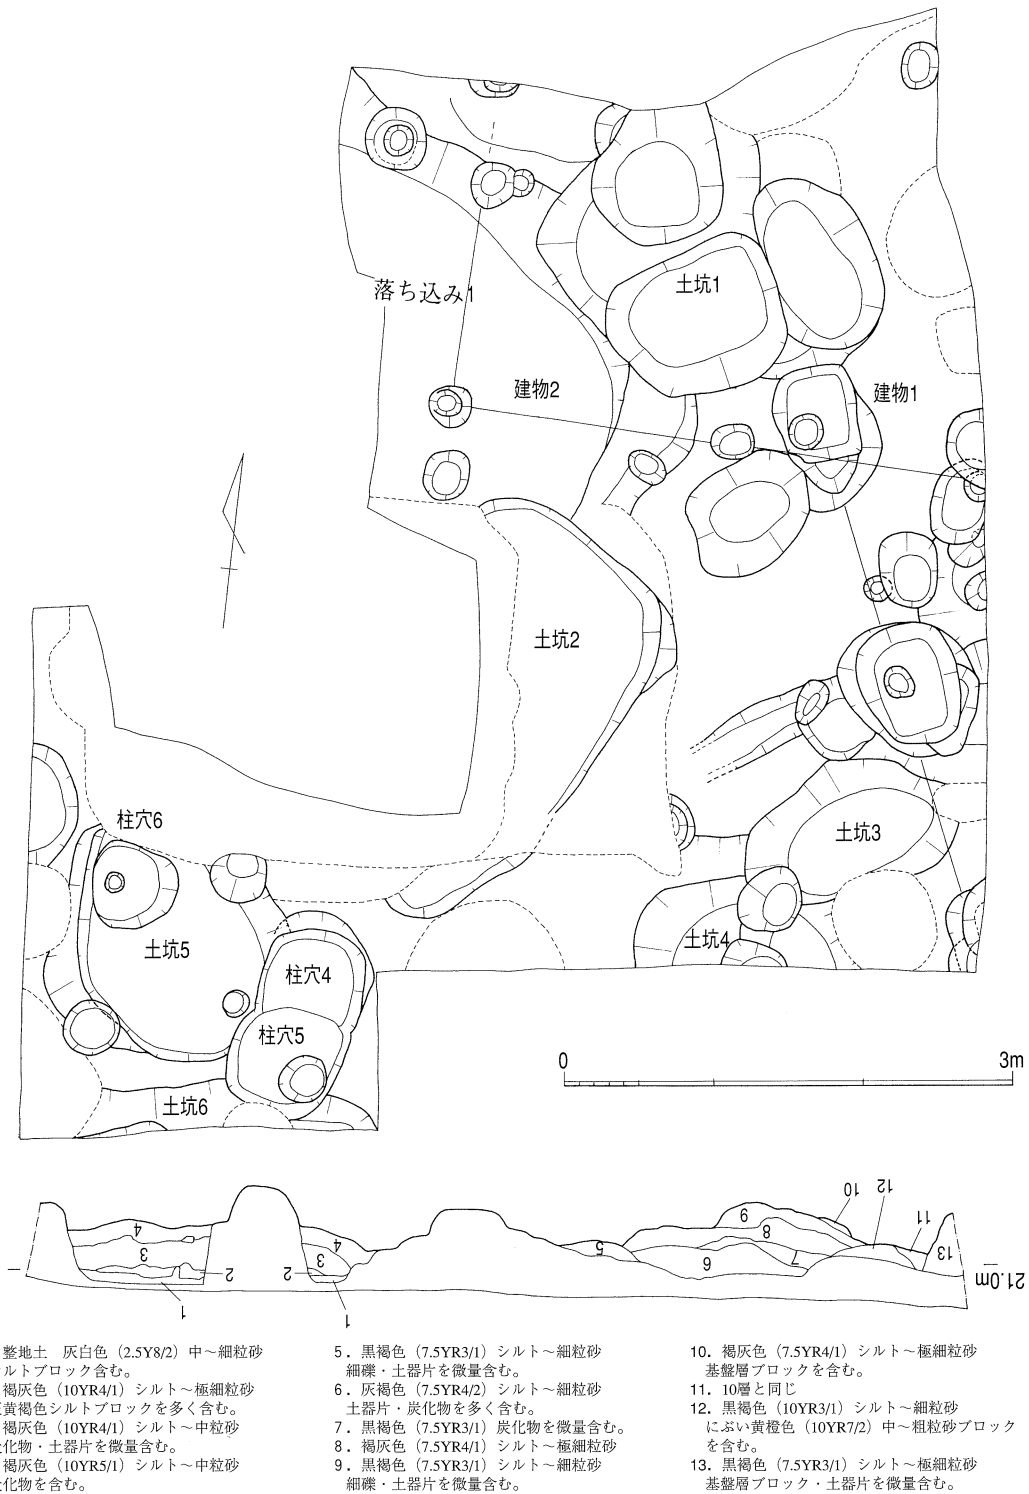 落ち込み1
土坑1
建物2
建物1
土坑2
柱穴6
土坑3
土坑5
土坑4
柱穴4
柱穴5
土坑6
0 3m
4
3
2
1
4
3
2
1
5
6
7
8
9
10
12
11
13
21.0m
整地土 灰白色（2.5Y8/2）中～細粒砂
ルトブロック含む。
褐灰色（10YR4/1）シルト～極細粒砂
黄褐色シルトブロックを多く含む。
褐灰色（10YR4/1）シルト～中粒砂
化物・土器片を微量含む。
褐灰色（10YR5/1）シルト～中粒砂
化物を含む。
5．黒褐色（7.5YR3/1）シルト～細粒砂
細礫・土器片を微量含む。
6．灰褐色（7.5YR4/2）シルト～細粒砂
土器片・炭化物を多く含む。
7．黒褐色（7.5YR3/1）炭化物を微量含む。
8．褐灰色（7.5YR4/1）シルト～極細粒砂
9．黒褐色（7.5YR3/1）シルト～細粒砂
細礫・土器片を微量含む。
10．褐灰色（7.5YR4/1）シルト～極細粒砂
基盤層ブロックを含む。
11．10層と同じ
12．黒褐色（10YR3/1）シルト～細粒砂
にぶい黄橙色（10YR7/2）中～粗粒砂ブロック
を含む。
13．黒褐色（7.5YR3/1）シルト～極細粒砂
基盤層ブロック・土器片を微量含む。